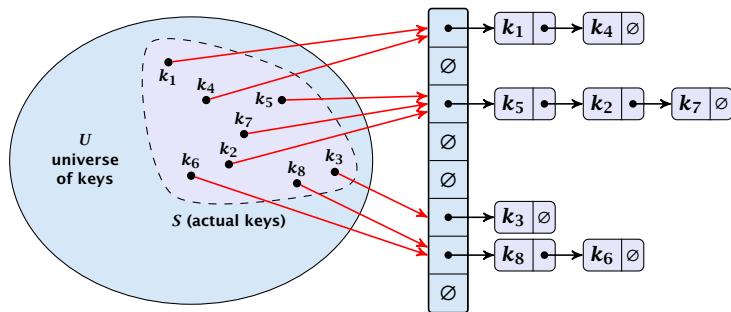 k1 k4 ∅
k1
∅
k4
k5
k5 k2 k7 ∅
k7
U
universe
of keys
∅
k2
k6
k8
k3
∅
S (actual keys)
k3 ∅
k8 k6 ∅
∅